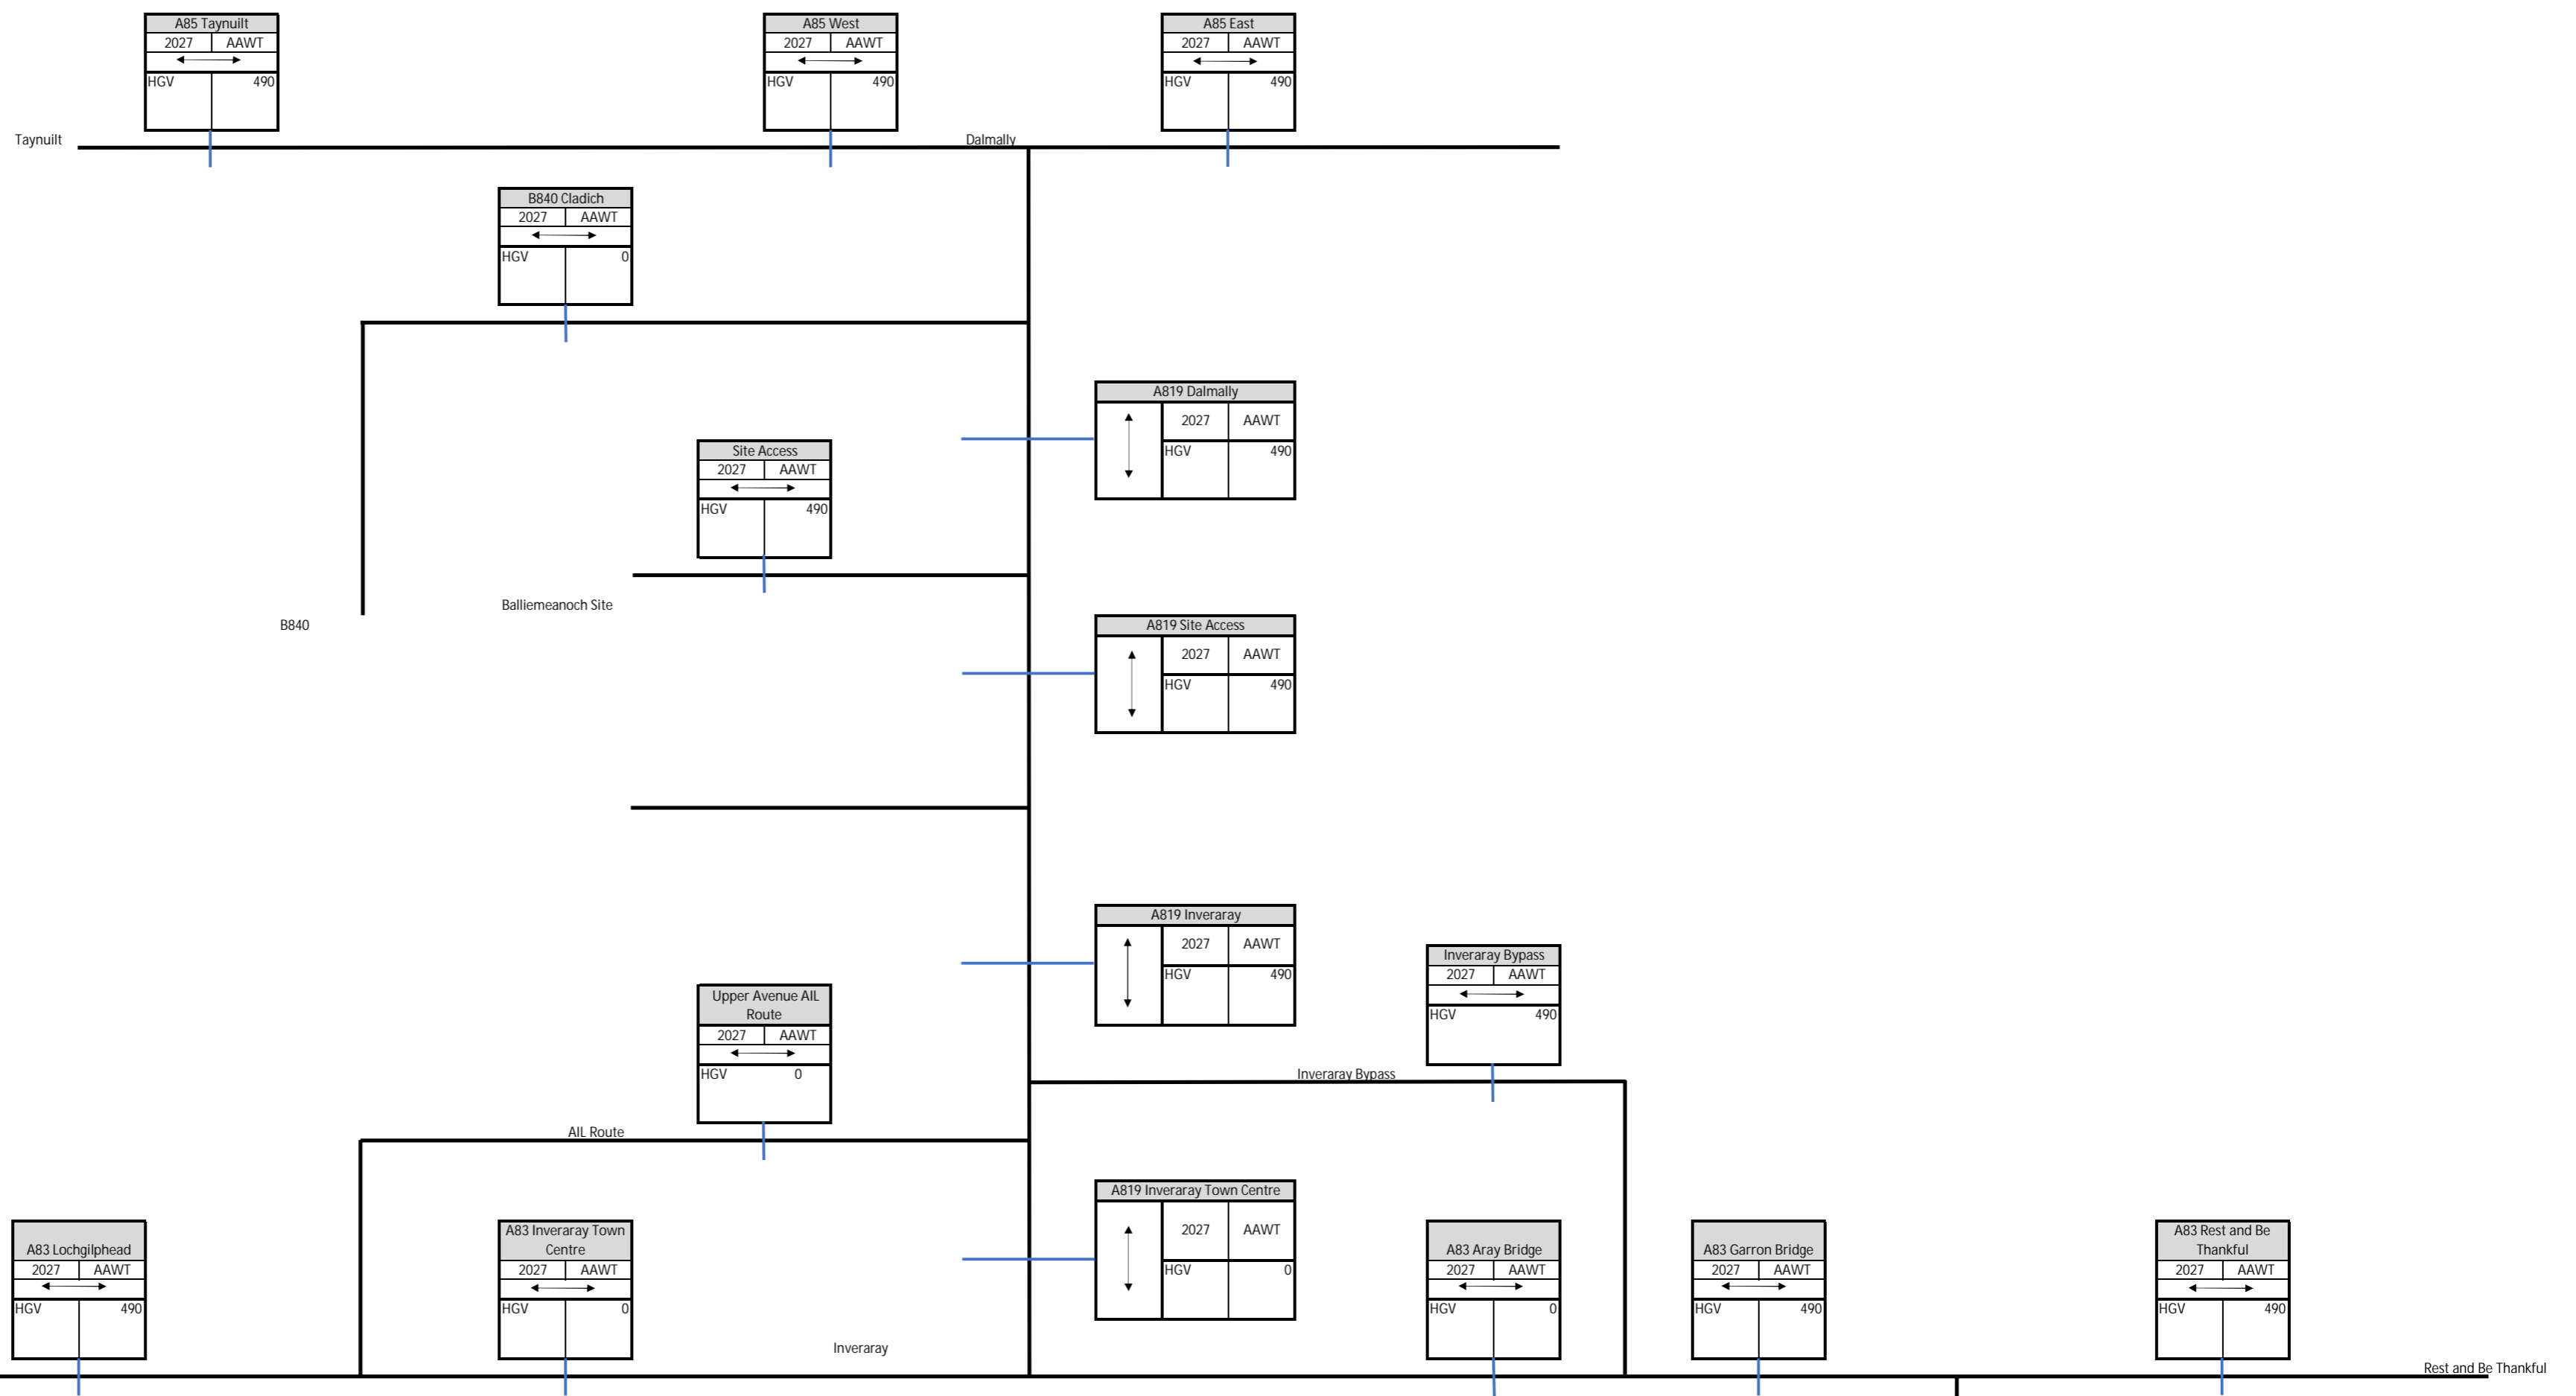 A85 Taynuilt
2027 AAWT
HGV 490
A85 West
2027 AAWT
HGV 490
A85 East
2027 AAWT
HGV 490
Taynuilt
Dalmally
B840 Cladich
2027 AAWT
HGV 0
A819 Dalmally
2027 AAWT
HGV 490
Site Access
2027 AAWT
HGV 490
Balliemeanoch Site
B840
A819 Site Access
2027 AAWT
HGV 490
A819 Inveraray
2027 AAWT
HGV 490
Inveraray Bypass
2027 AAWT
HGV 490
Upper Avenue AIL
Route
2027 AAWT
HGV 0
Inveraray Bypass
AIL Route
A819 Inveraray Town Centre
2027 AAWT
HGV 0
A83 Lochgilphead
2027 AAWT
HGV 490
A83 Inveraray Town
Centre
2027 AAWT
HGV 0
A83 Aray Bridge
2027 AAWT
HGV 0
A83 Garron Bridge
2027 AAWT
HGV 490
A83 Rest and Be
Thankful
2027 AAWT
HGV 490
Inveraray
Rest and Be Thankful